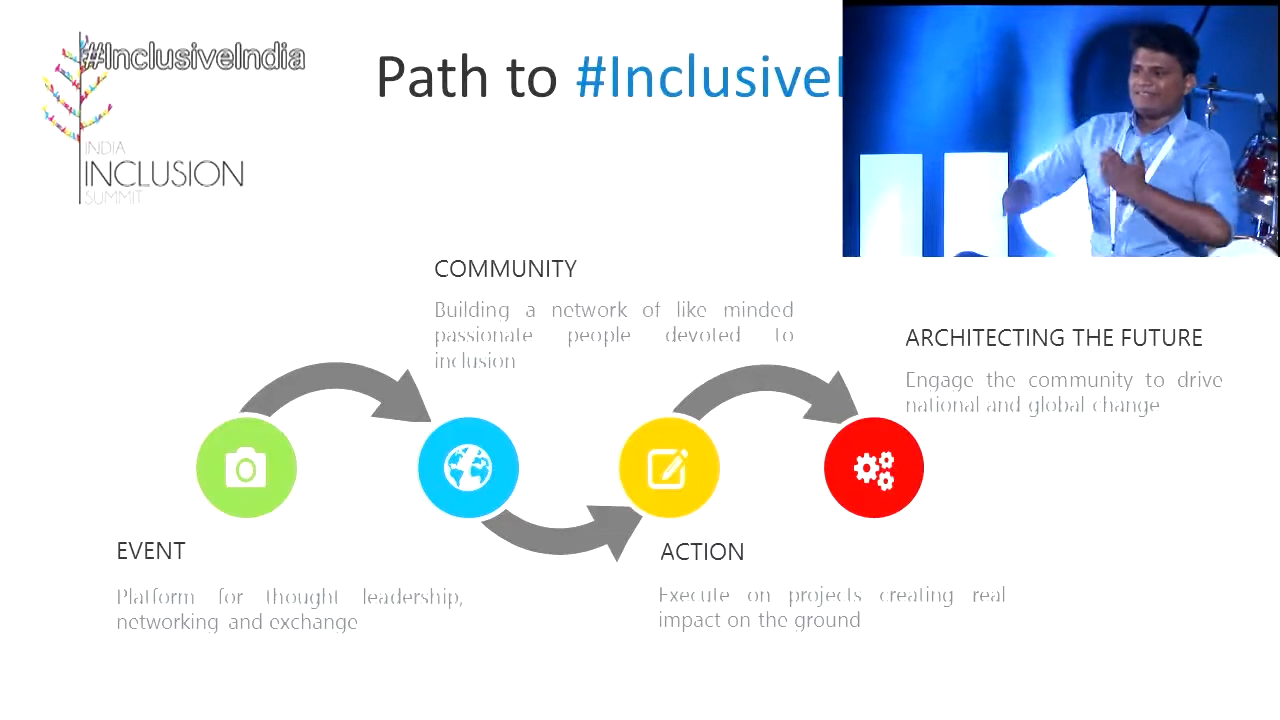 #InclusiveIndia
INDIA
INCLUSION
SUMMIT
Path to #Inclusive
COMMUNITY
Building a network of like minded
passionate people devoted to
inclusion
ARCHITECTING THE FUTURE
Engage the community to drive
national and global change
EVENT
Platform for thought leadership,
networking and exchange
ACTION
Execute on projects creating real
impact on the ground